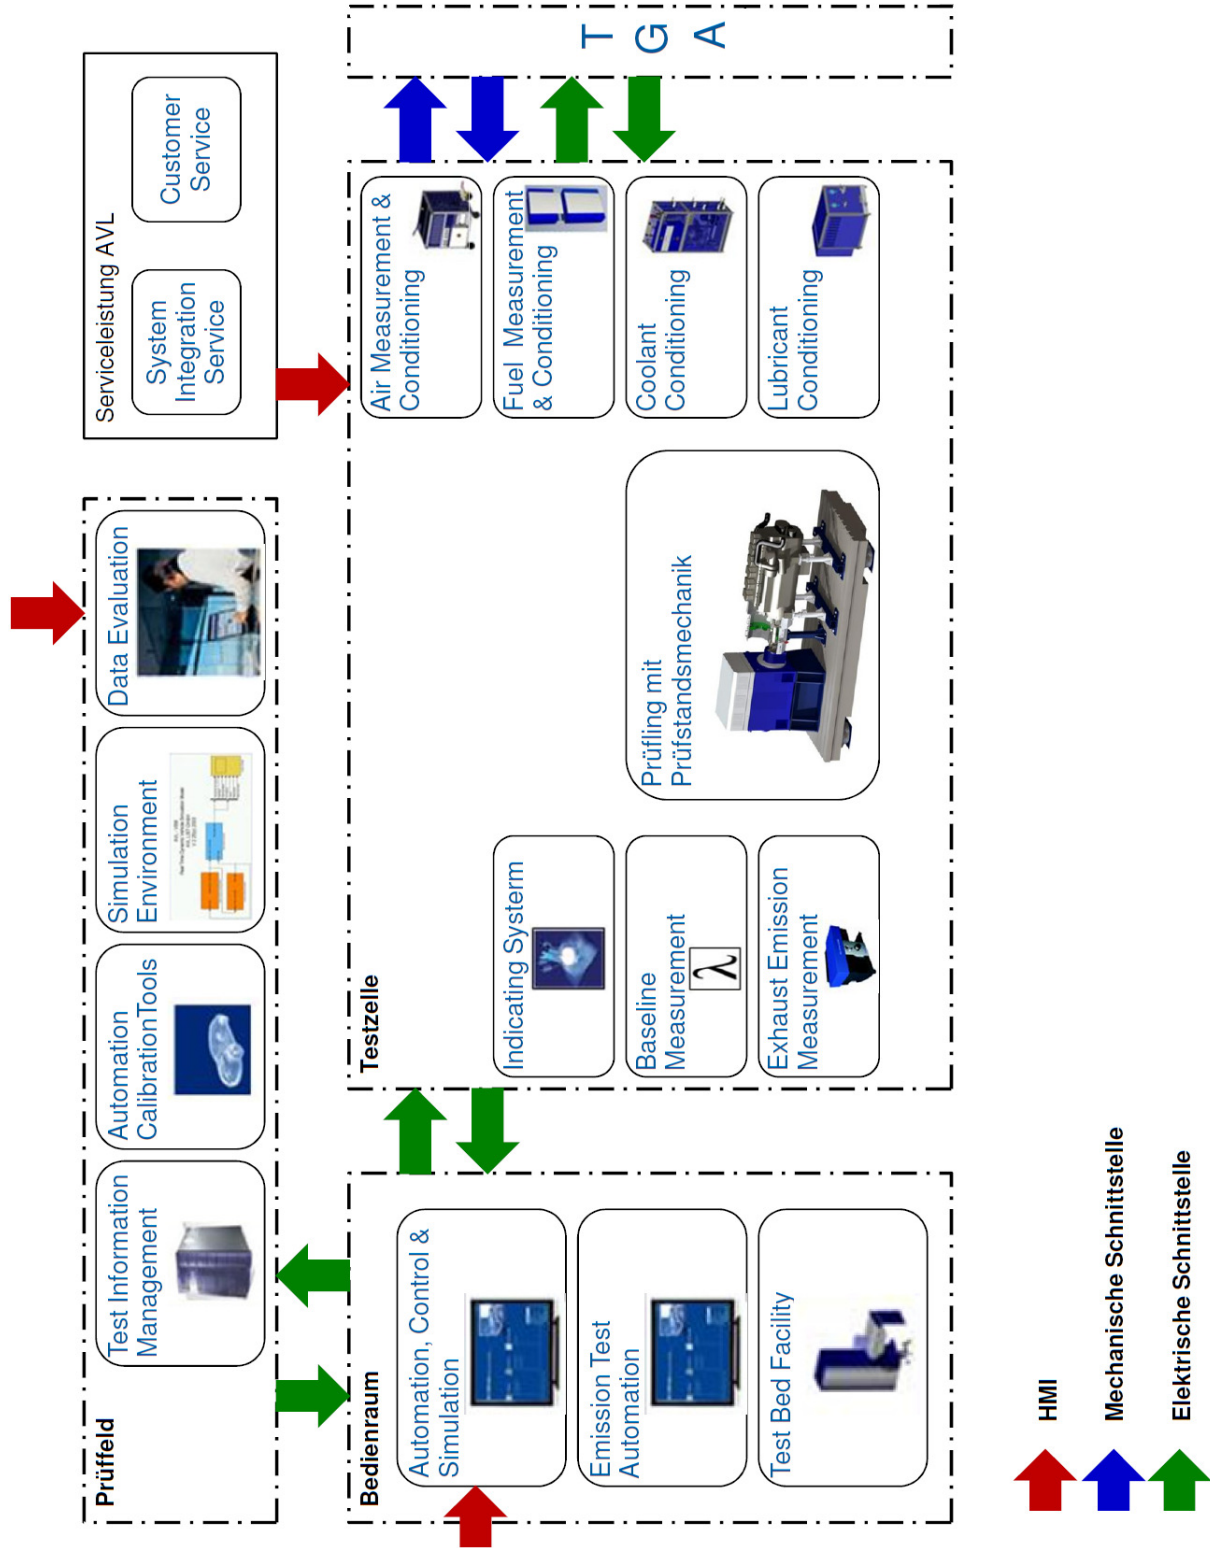 Prüffeld
Test Information
Management
Automation
CalibrationTools
Simulation
Environment
Data Evaluation
Serviceleistung AVL
System
Integration
Service
Customer
Service
Bedienraum
Automation, Control &
Simulation
Emission Test
Automation
Test Bed Facility
Testzelle
Indicating Systerm
Baseline
Measurement
λ
Exhaust Emission
Measurement
Prüfling mit
Prüfstandsmechanik
Air Measurement &
Conditioning
Fuel Measurement
& Conditioning
Coolant
Conditioning
Lubricant
Conditioning
T
G
A
HMI
Mechanische Schnittstelle
Elektrische Schnittstelle